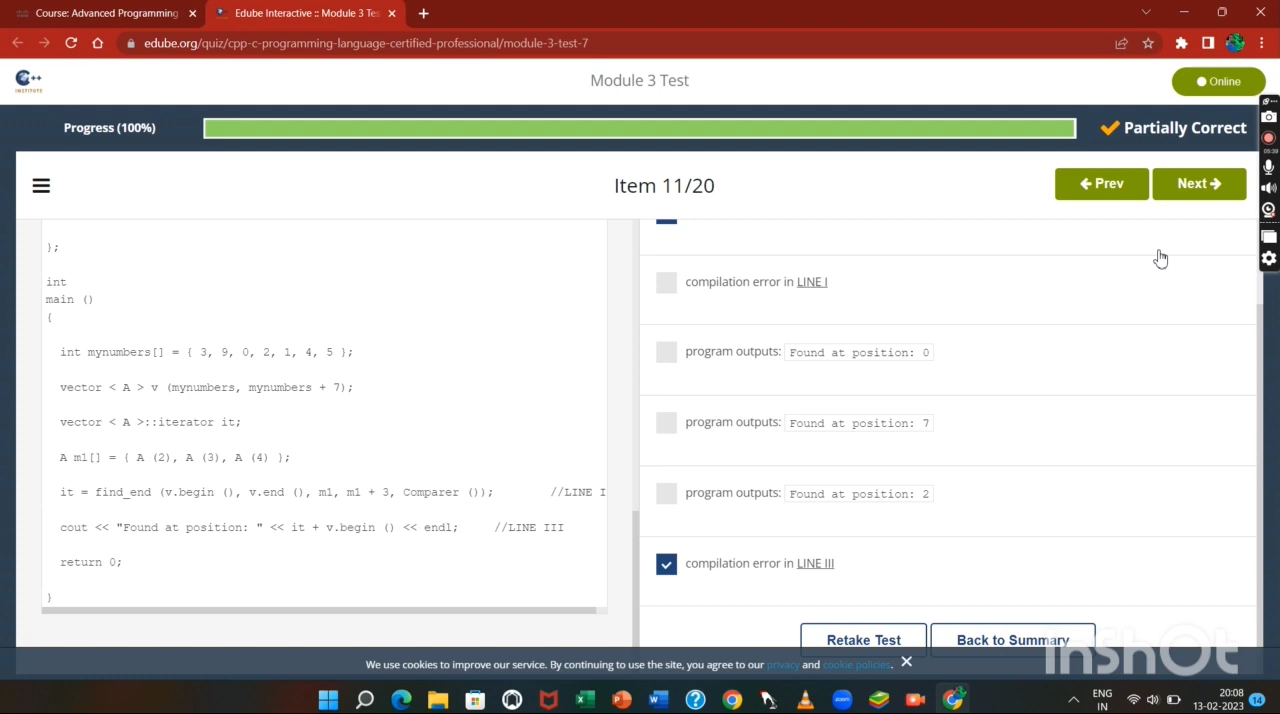 Course: Advanced Programming
Edube Interactive :: Module 3 Tes
edube.org/quiz/cpp-c-programming-language-certified-professional/module-3-test-7
C++
INSTITUTE
Module 3 Test
Online
Progress (100%)
Partially Correct
05:39
Item 11/20
Prev
Next
};
int
main ()
{
int mynumbers[] = { 3, 9, 0, 2, 1, 4, 5 };
vector < A > v (mynumbers, mynumbers + 7);
vector < A >::iterator it;
A m1[] = { A (2), A (3), A (4) };
it = find_end (v.begin (), v.end (), m1, m1 + 3, Comparer ()); //LINE I
cout << "Found at position: " << it + v.begin () << endl; //LINE III
return 0;
}
compilation error in LINE I
program outputs: Found at position: 0
program outputs: Found at position: 7
program outputs: Found at position: 2
compilation error in LINE III
Retake Test
Back to Summary
InShOt
We use cookies to improve our service. By continuing to use the site, you agree to our privacy and cookie policies.
ENG
IN
20:08
13-02-2023
14